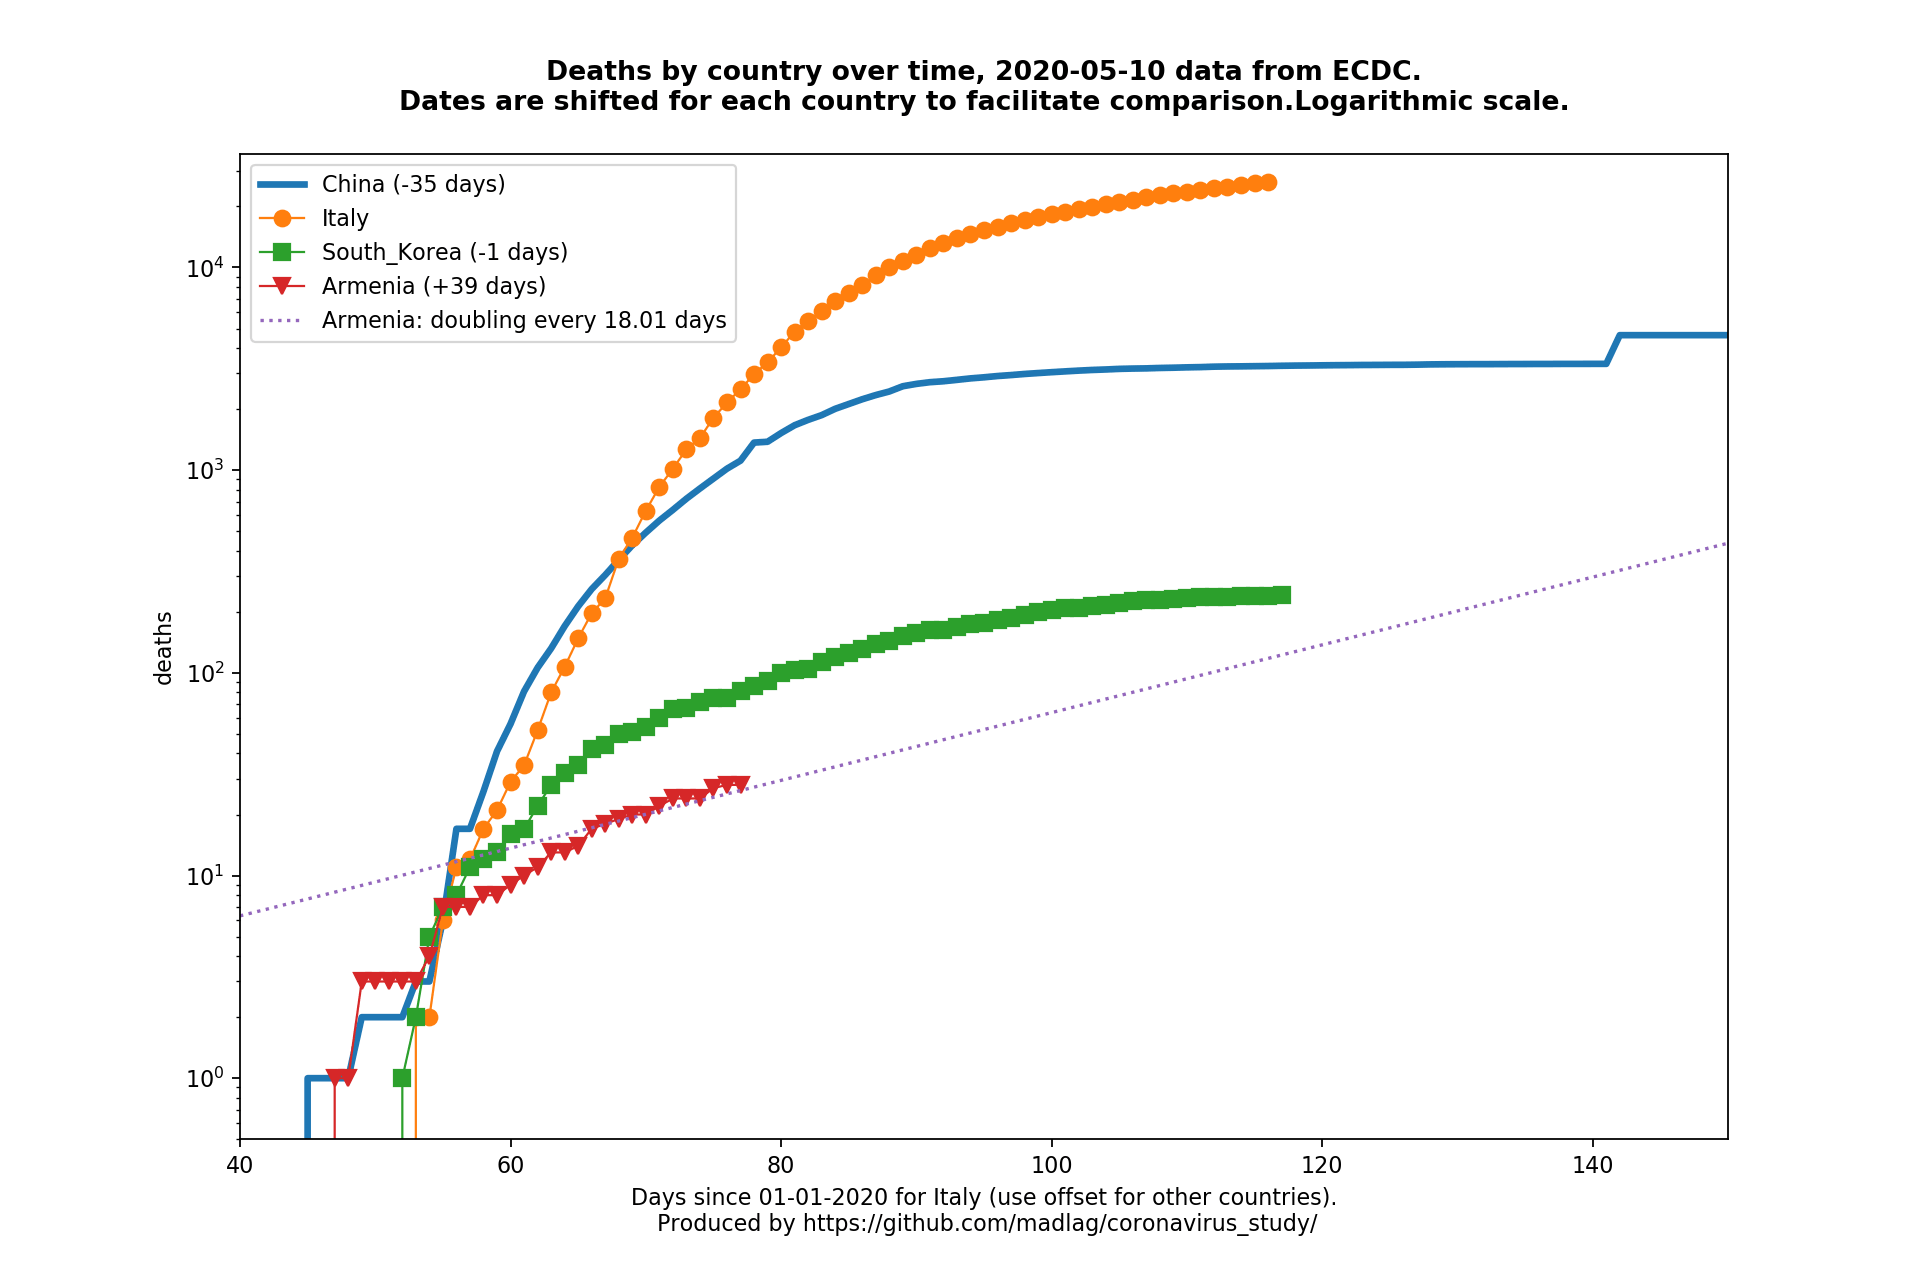 Deaths by country over time, 2020-05-10 data from ECDC.
Dates are shifted for each country to facilitate comparison.Logarithmic scale.
China (-35 days)
Italy
South_Korea (-1 days)
Armenia (+39 days)
Armenia: doubling every 18.01 days
deaths
10⁴
10³
10²
10¹
10⁰
40 60 80 100 120 140
Days since 01-01-2020 for Italy (use offset for other countries).
Produced by https://github.com/madlag/coronavirus_study/